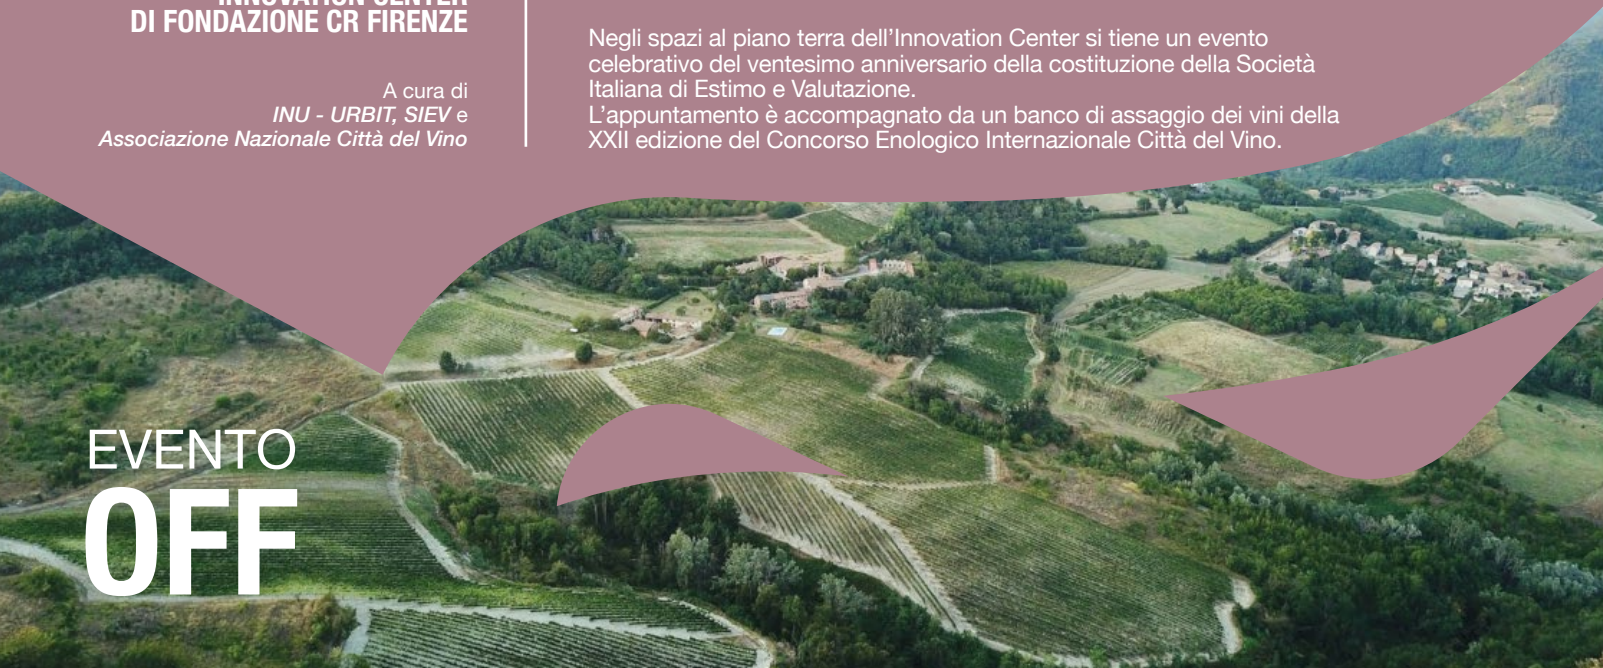 INNOVATION CENTER
DI FONDAZIONE CR FIRENZE
A cura di
INU - URBIT, SIEV e
Associazione Nazionale Città del Vino
Negli spazi al piano terra dell’Innovation Center si tiene un evento
celebrativo del ventesimo anniversario della costituzione della Società
Italiana di Estimo e Valutazione.
L’appuntamento è accompagnato da un banco di assaggio dei vini della
XXII edizione del Concorso Enologico Internazionale Città del Vino.
EVENTO
OFF